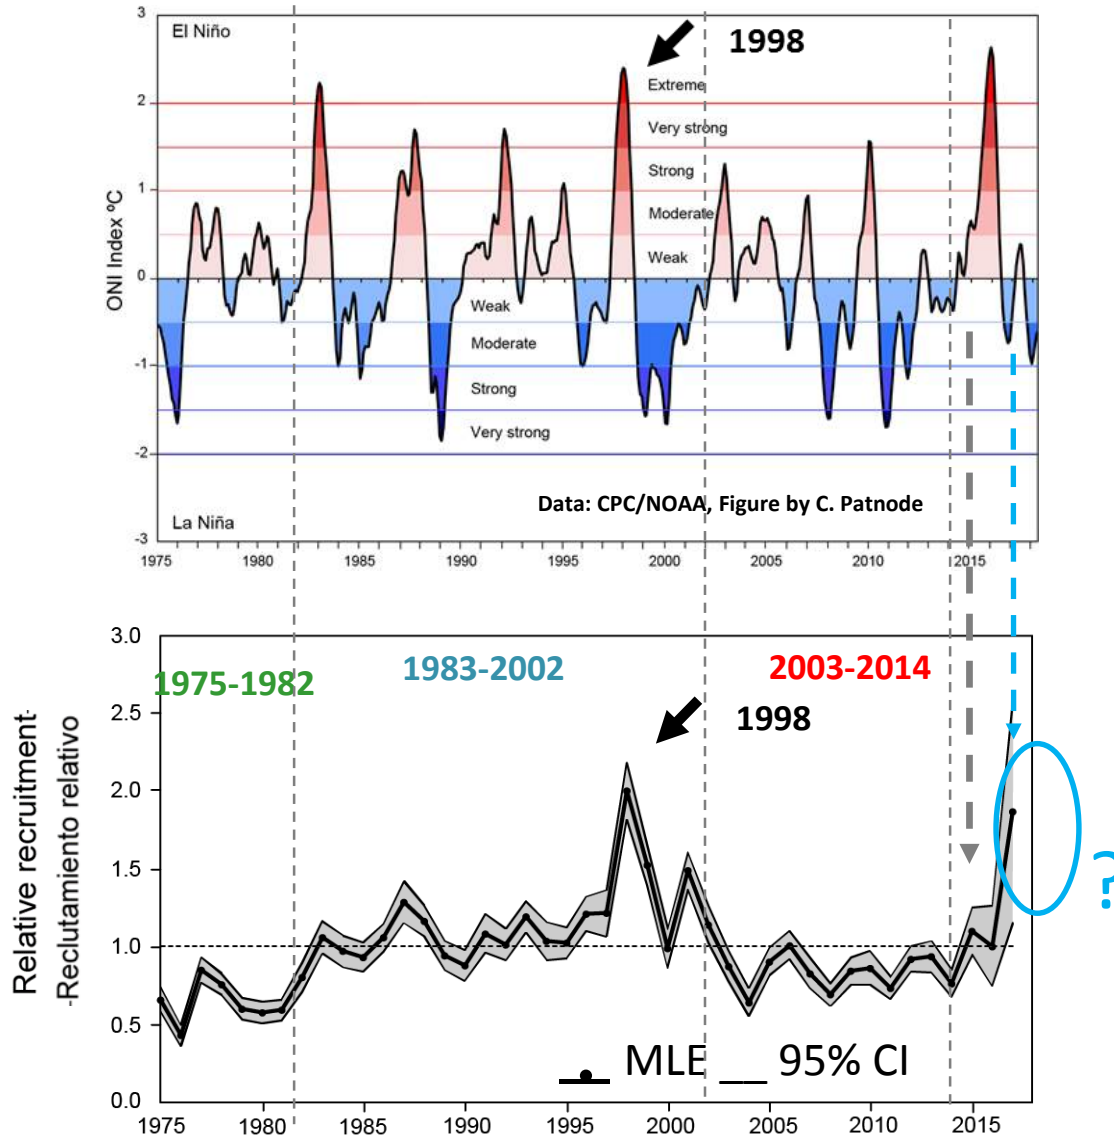 3
El Niño
1998
Extreme
2
Very strong
Strong
1
Moderate
Weak
0
Weak
Moderate
-1
Strong
Very strong
-2
Data: CPC/NOAA, Figure by C. Patnode
La Niña
-3
ONI Index ºC
1975 1980 1985 1990 1995 2000 2005 2010 2015
3.0
1975-1982 1983-2002 2003-2014
2.5
1998
2.0
1.5
?
1.0
0.5
MLE __ 95% CI
0.0
Relative recruitment-
-Reclutamiento relativo
1975 1980 1985 1990 1995 2000 2005 2010 2015